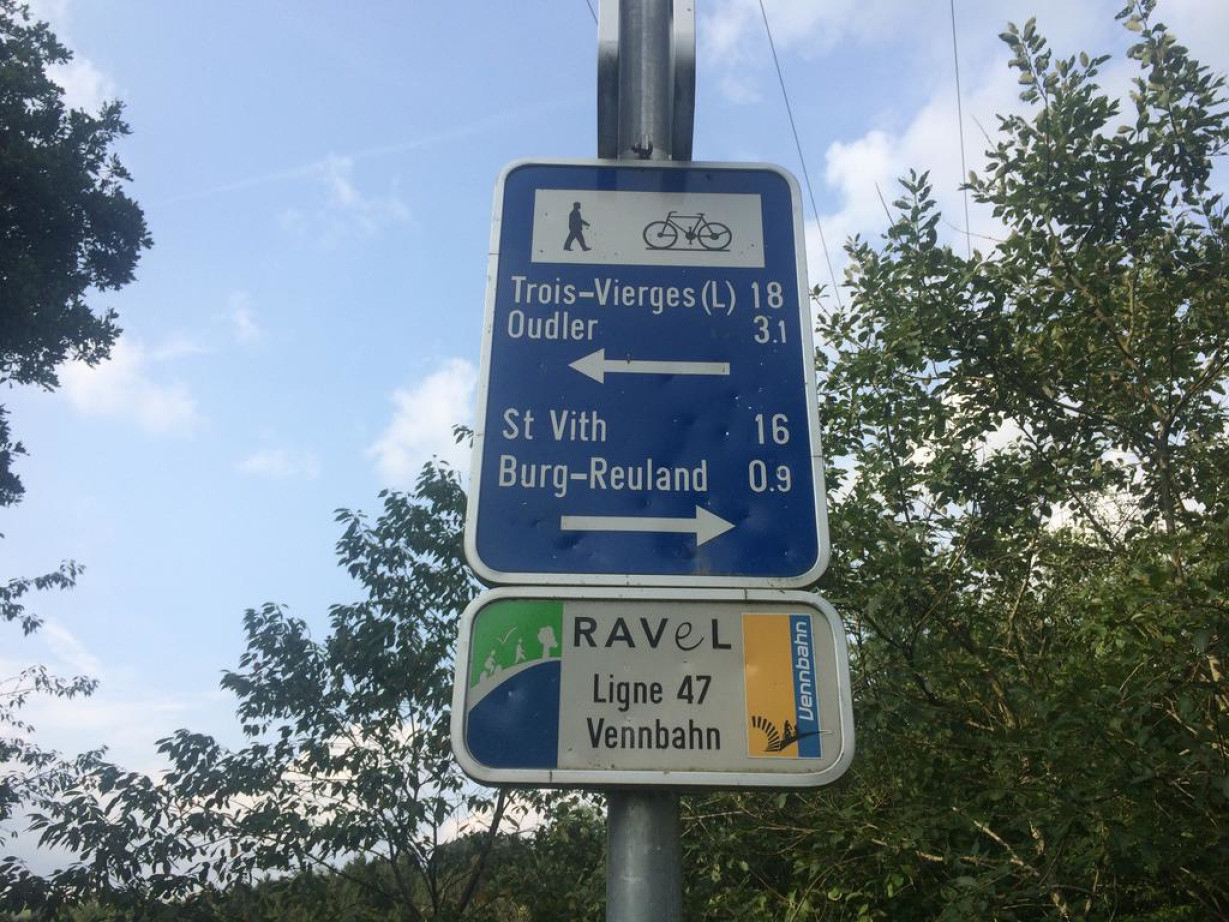 Trois-Vierges (L) 18
Oudler 3.1
St Vith 16
Burg-Reuland 0.9
RAVeL
Ligne 47
Vennbahn
Vennbahn